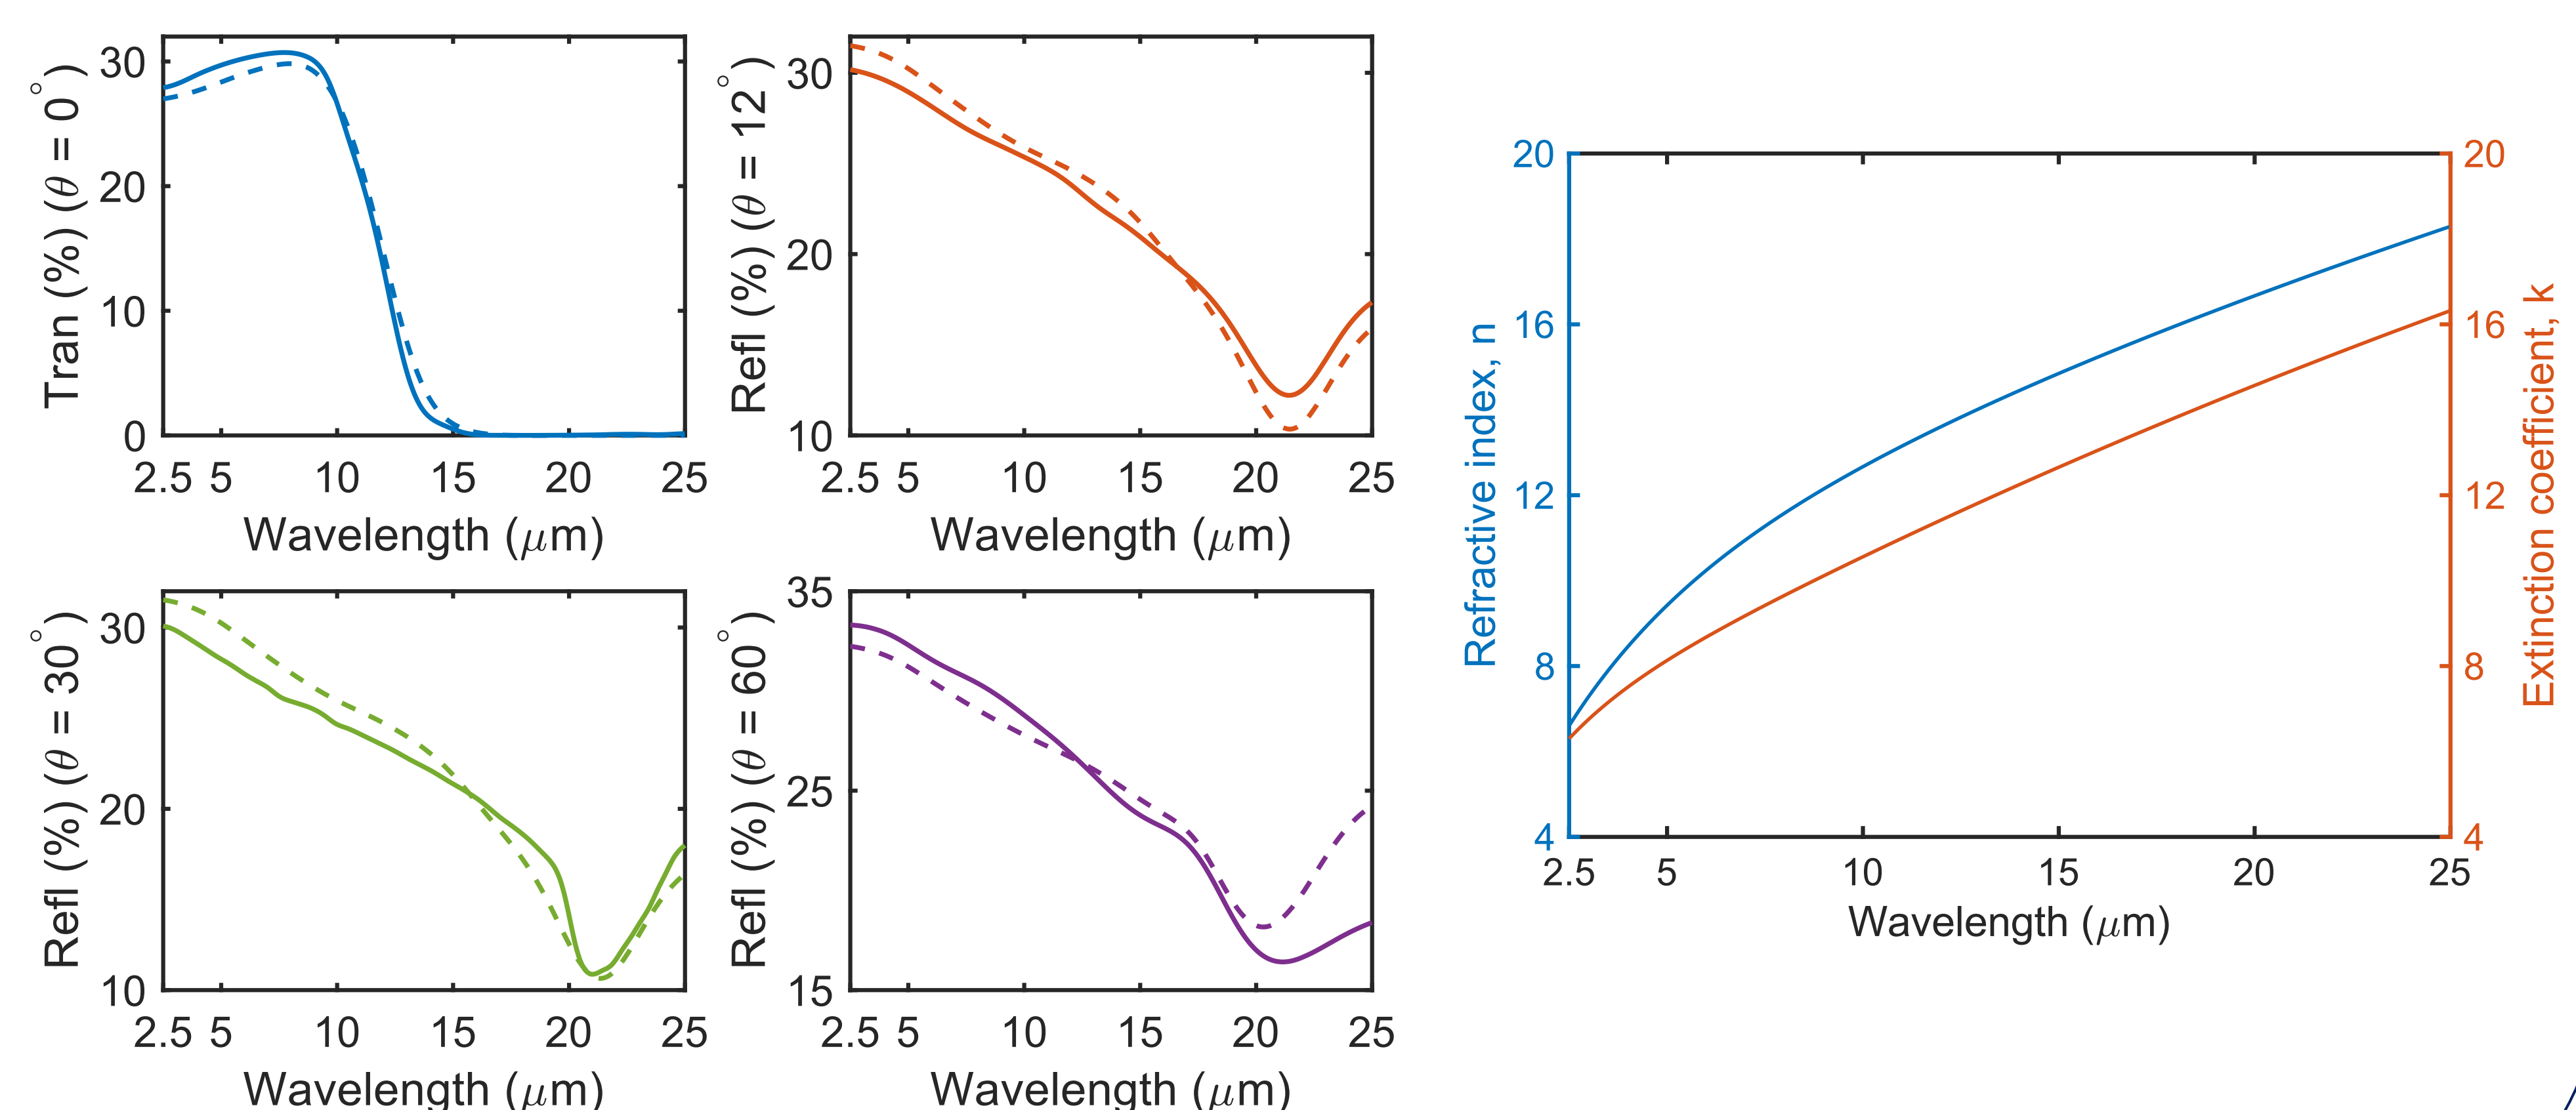 Tran (%) (θ = 0°)
30
20
10
0
2.5 5 10 15 20 25
Wavelength (μm)
Refl (%) (θ = 12°)
30
20
10
2.5 5 10 15 20 25
Wavelength (μm)
Refl (%) (θ = 30°)
30
20
10
2.5 5 10 15 20 25
Wavelength (μm)
Refl (%) (θ = 60°)
35
25
15
2.5 5 10 15 20 25
Wavelength (μm)
Refractive index, n
20
16
12
8
4
2.5 5 10 15 20 25
Wavelength (μm)
20
16
12
8
4
Extinction coefficient, k